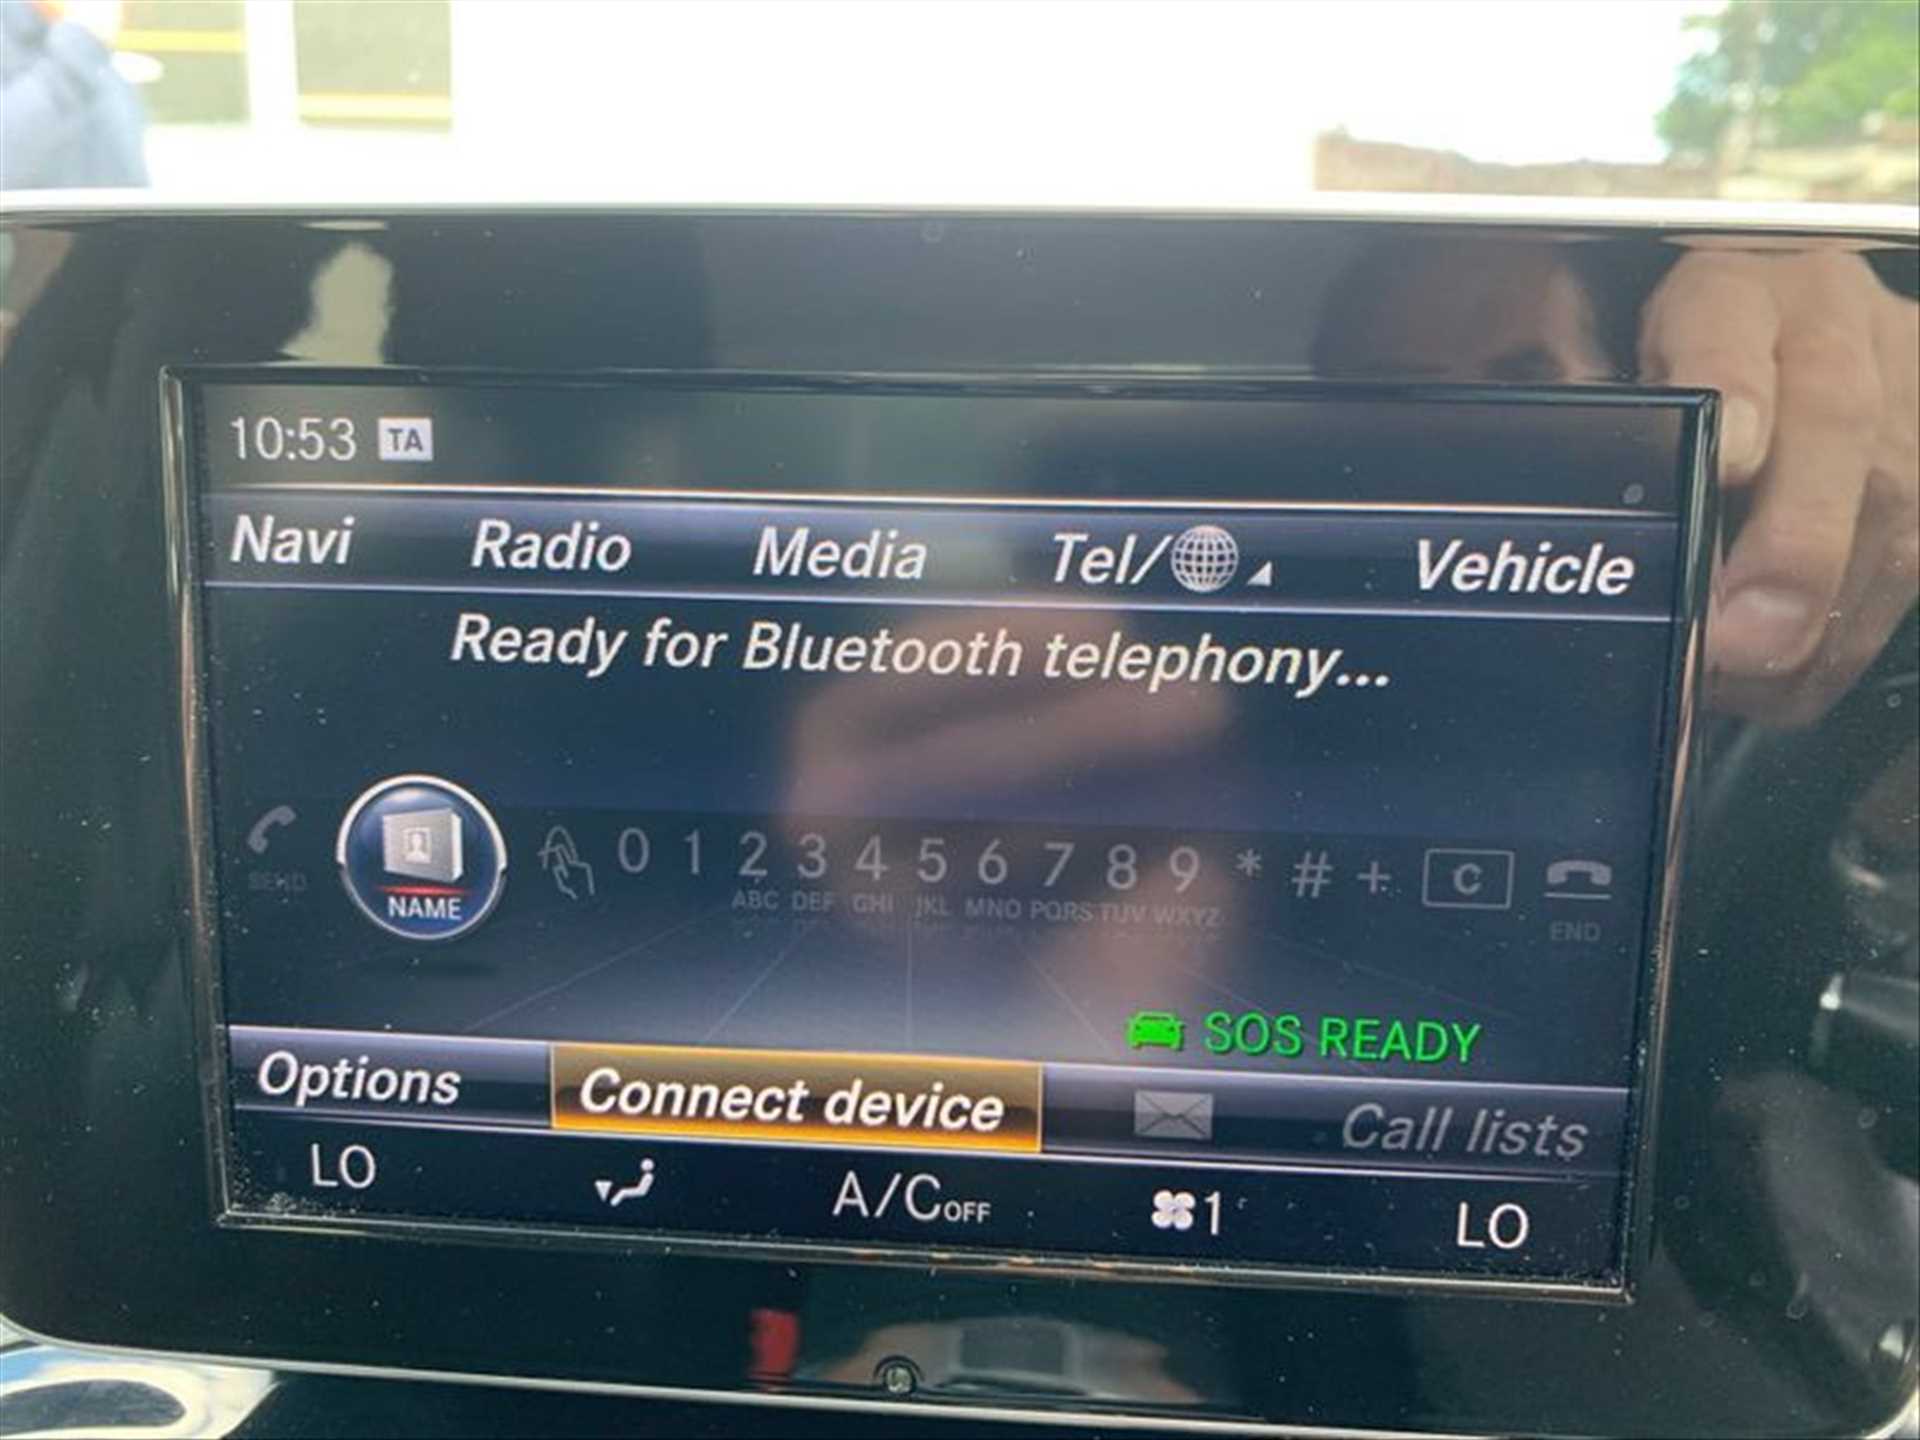 10:53 TA
Navi Radio Media Tel/ Vehicle
Ready for Bluetooth telephony...
SEND NAME 0 1 2 3 4 5 6 7 8 9 * # + C END
ABC DEF GHI JKL MNO PQRS TUV WXYZ
SOS READY
Options Connect device Call lists
LO A/C OFF 1 LO